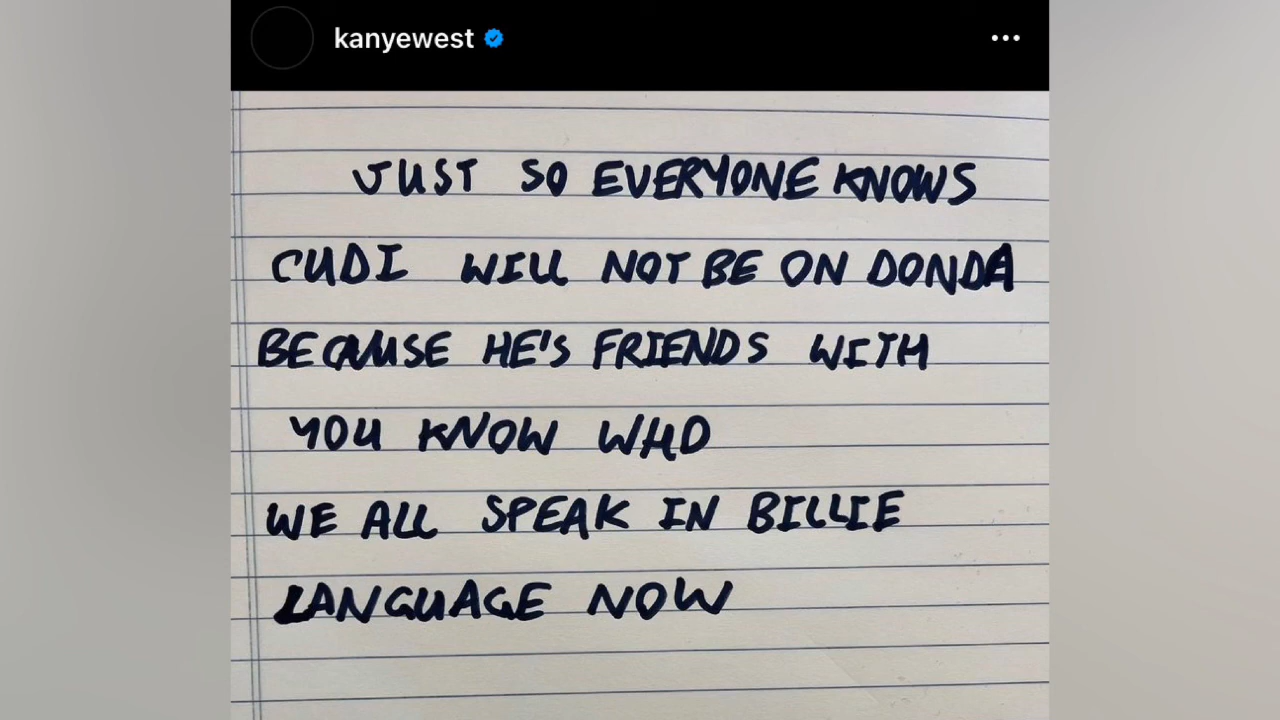 kanyewest
JUST SO EVERYONE KNOWS
CUDI WILL NOT BE ON DONDA
BECAUSE HE'S FRIENDS WITH
YOU KNOW WHO
WE ALL SPEAK IN BILLIE
LANGUAGE NOW